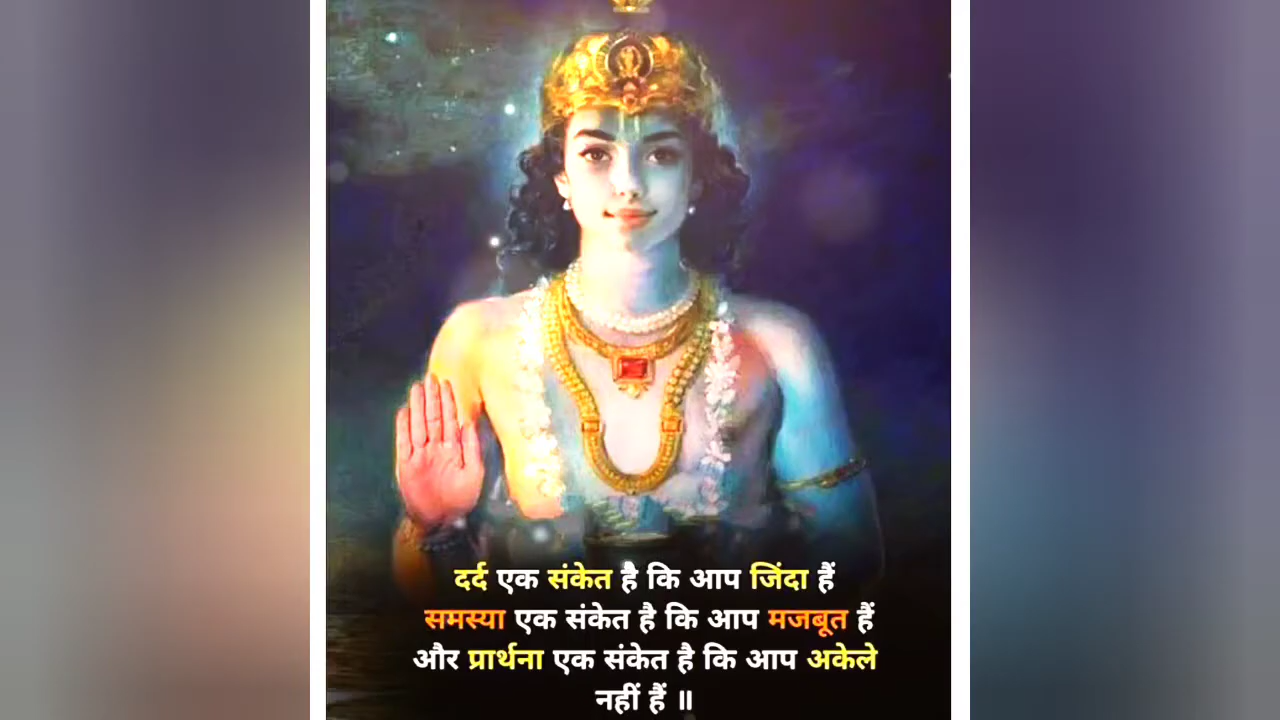 दर्द एक संकेत है कि आप जिंदा हैं
समस्या एक संकेत है कि आप मजबूत हैं
और प्रार्थना एक संकेत है कि आप अकेले
नहीं हैं ॥